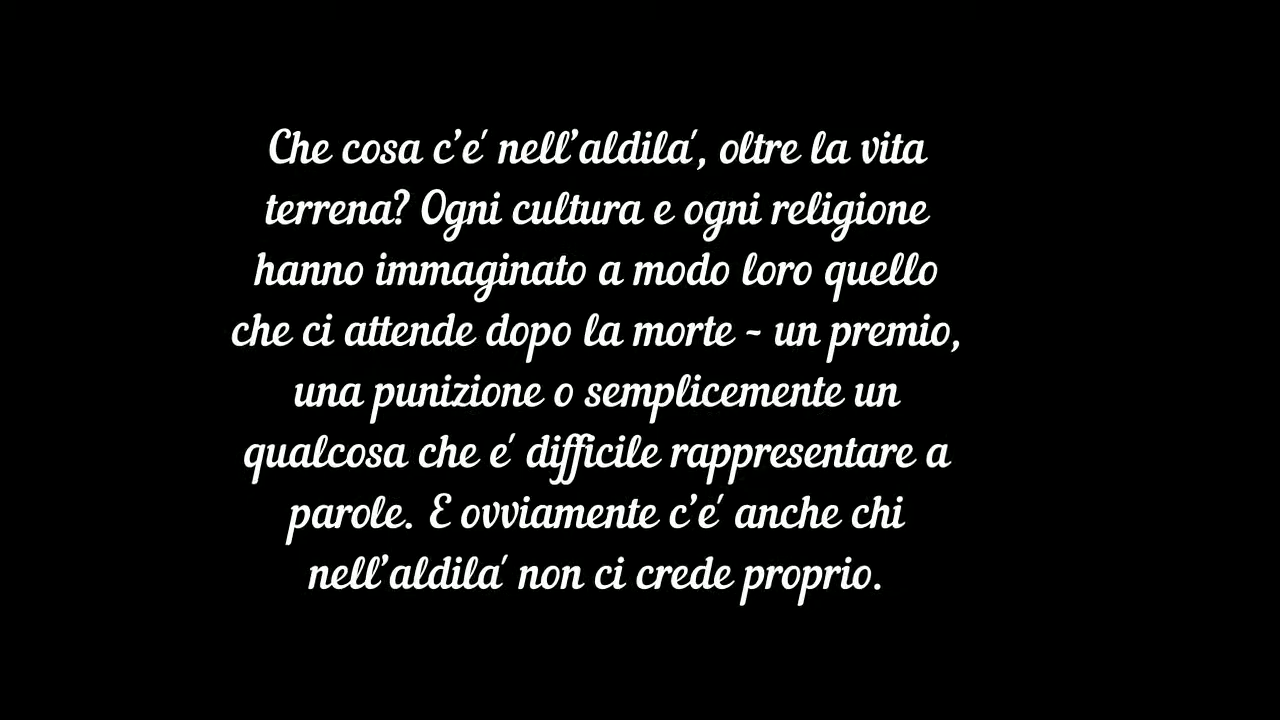 Che cosa c’e' nell’aldila', oltre la vita
terrena? Ogni cultura e ogni religione
hanno immaginato a modo loro quello
che ci attende dopo la morte - un premio,
una punizione o semplicemente un
qualcosa che e' difficile rappresentare a
parole. E ovviamente c’e' anche chi
nell’aldila' non ci crede proprio.